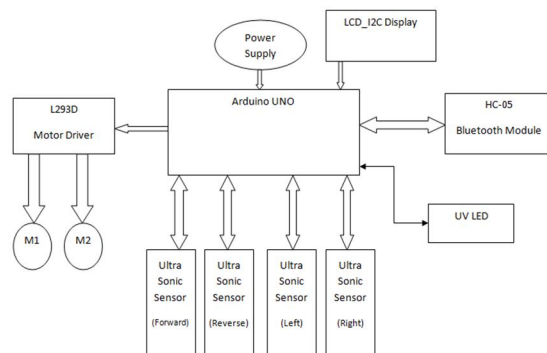 Power
Supply
LCD_I2C Display
Arduino UNO
L293D
Motor Driver
HC-05
Bluetooth Module
M1
M2
UV LED
Ultra
Sonic
Sensor
(Forward)
Ultra
Sonic
Sensor
(Reverse)
Ultra
Sonic
Sensor
(Left)
Ultra
Sonic
Sensor
(Right)